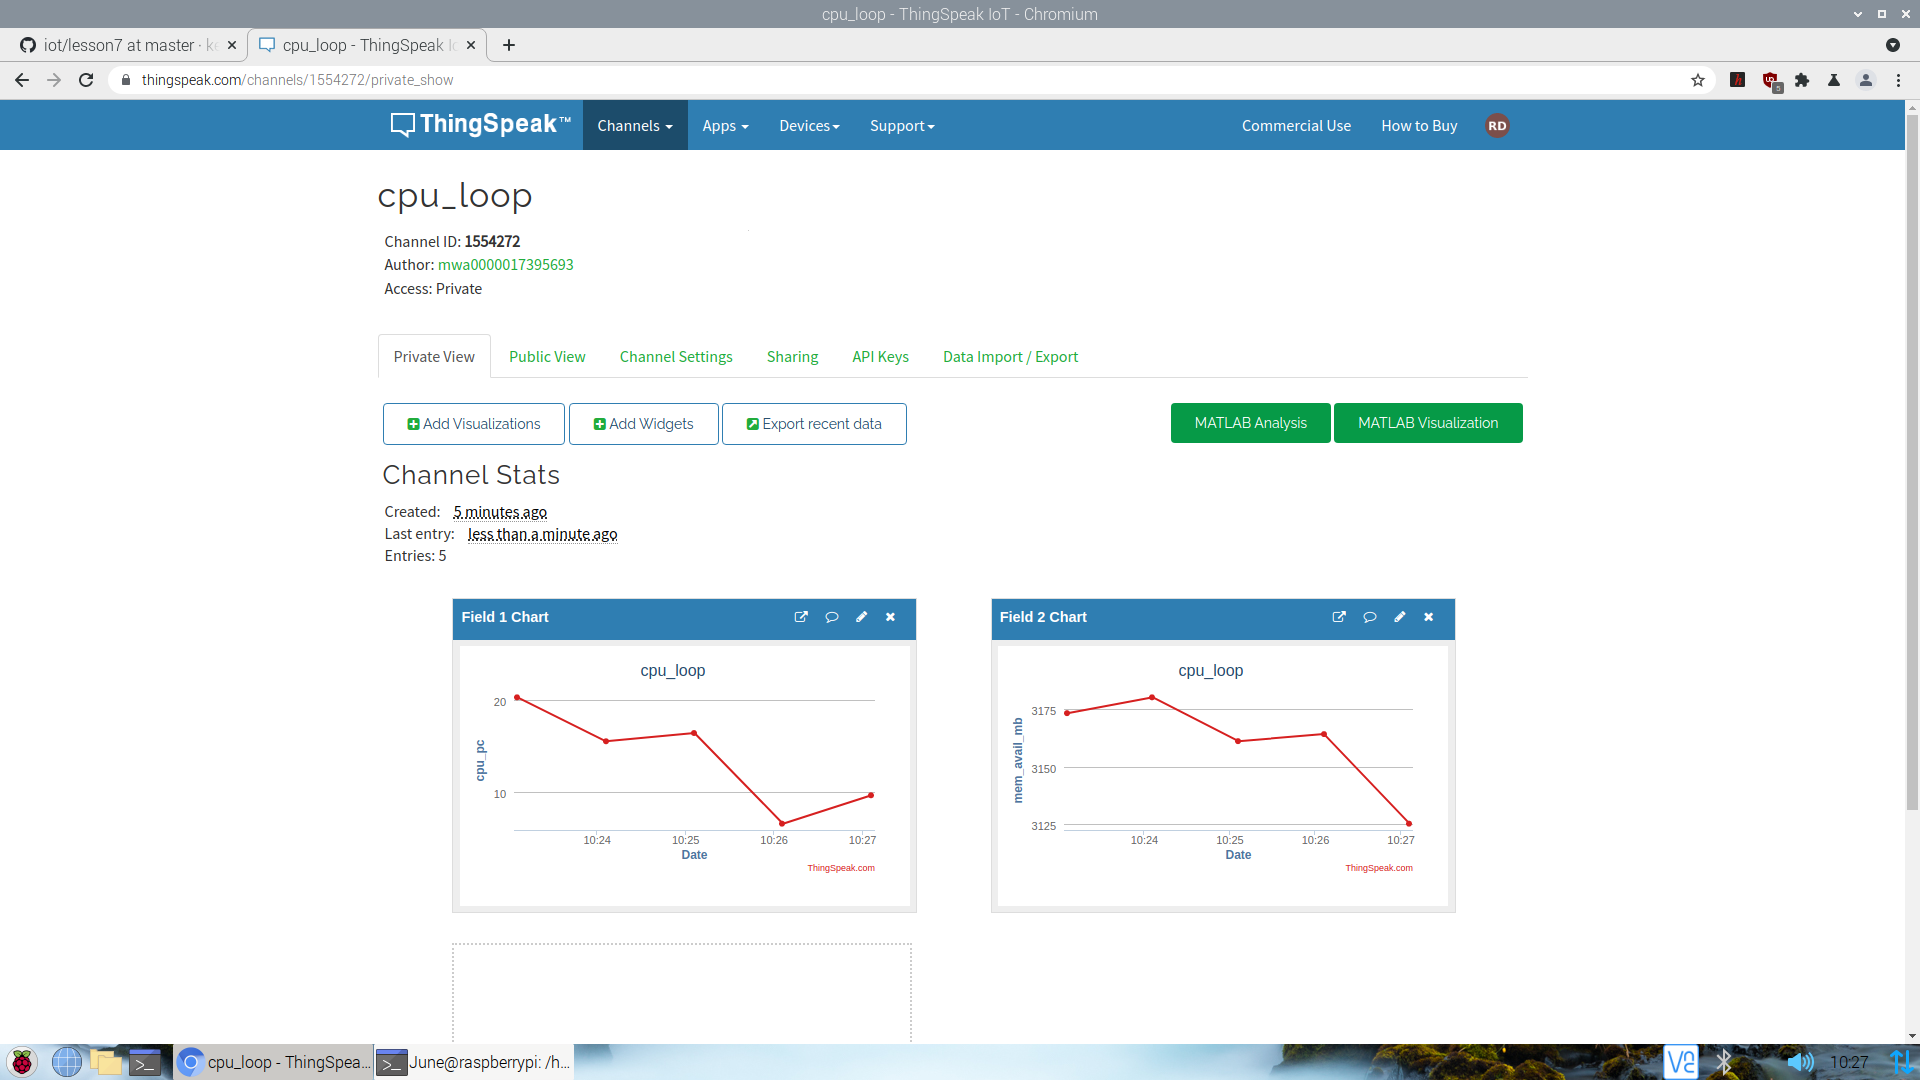 cpu_loop - ThingSpeak IoT - Chromium
iot/lesson7 at master · ke
cpu_loop - ThingSpeak Io
thingspeak.com/channels/1554272/private_show
ThingSpeak™
Channels
Apps
Devices
Support
Commercial Use
How to Buy
RD
cpu_loop
Channel ID: 1554272
Author: mwa0000017395693
Access: Private
Private View
Public View
Channel Settings
Sharing
API Keys
Data Import / Export
Add Visualizations
Add Widgets
Export recent data
MATLAB Analysis
MATLAB Visualization
Channel Stats
Created: 5 minutes ago
Last entry: less than a minute ago
Entries: 5
Field 1 Chart
cpu_loop
cpu_pc
20
10
10:24
10:25
10:26
10:27
Date
ThingSpeak.com
Field 2 Chart
cpu_loop
mem_avail_mb
3175
3150
3125
10:24
10:25
10:26
10:27
Date
ThingSpeak.com
cpu_loop - ThingSpea...
June@raspberrypi: /h...
10:27